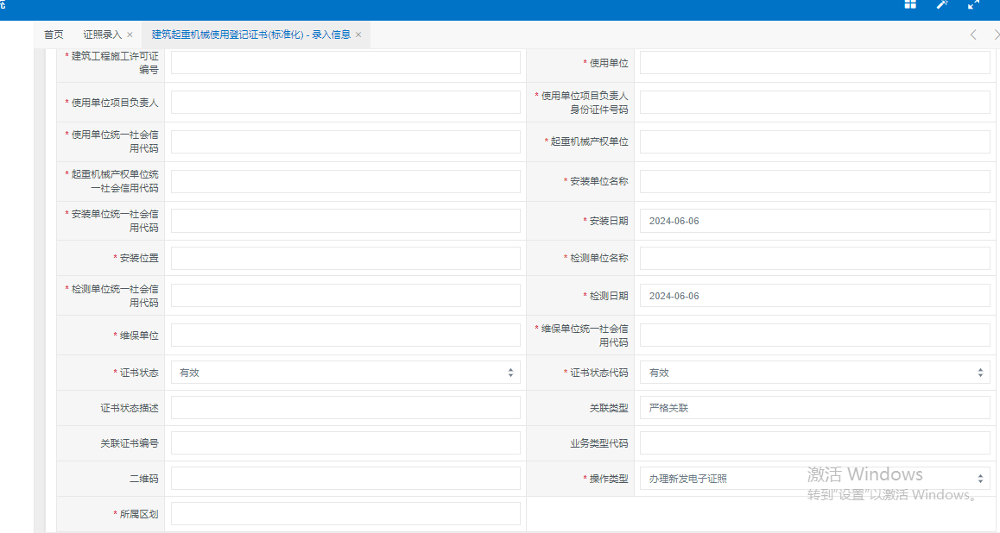 首页 证照录入 × 建筑起重机械使用登记证书(标准化) - 录入信息 ×
* 建筑工程施工许可证
编号
* 使用单位
* 使用单位项目负责人
* 使用单位项目负责人
身份证件号码
* 使用单位统一社会信
用代码
* 起重机械产权单位
* 起重机械产权单位统
一社会信用代码
* 安装单位名称
* 安装单位统一社会信
用代码
* 安装日期 2024-06-06
* 安装位置
* 检测单位名称
* 检测单位统一社会信
用代码
* 检测日期 2024-06-06
* 维保单位
* 维保单位统一社会信
用代码
* 证书状态 有效
* 证书状态代码 有效
证书状态描述
关联类型 严格关联
关联证书编号
业务类型代码
二维码
* 操作类型 办理新发电子证照
* 所属区划
激活 Windows
转到"设置"以激活 Windows。